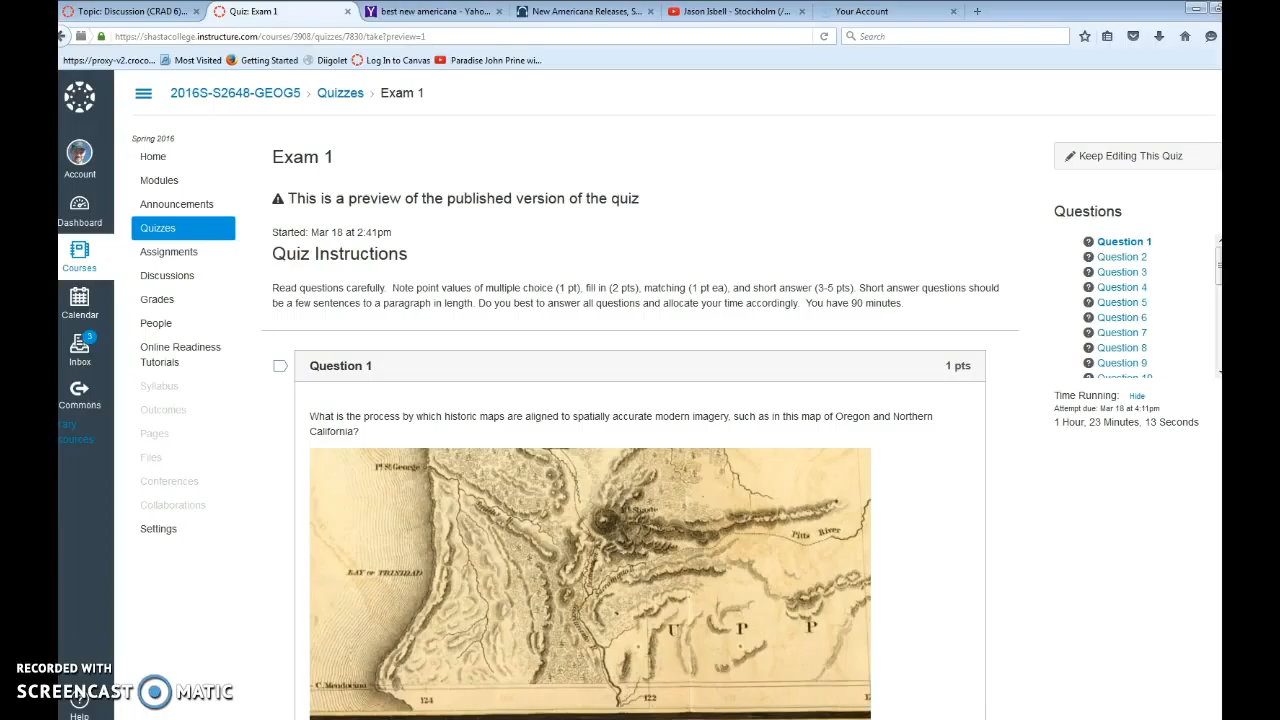 Topic: Discussion (CRAD 6)...
Quiz: Exam 1
best new americana - Yaho...
New Americana Releases, S...
Jason Isbell - Stockholm /...
Your Account
https://shastacollege.instructure.com/courses/3908/quizzes/7830/take?preview=1
Search
https://proxy-v2.croco...
Most Visited
Getting Started
Diigolet
Log In to Canvas
Paradise John Prine wi...
2016S-S2648-GEOG5 › Quizzes › Exam 1
Account
Dashboard
Courses
Calendar
3
Inbox
Commons
rary
sources
Help
Spring 2016
Home
Modules
Announcements
Quizzes
Assignments
Discussions
Grades
People
Online Readiness
Tutorials
Syllabus
Outcomes
Pages
Files
Conferences
Collaborations
Settings
Exam 1
This is a preview of the published version of the quiz
Started: Mar 18 at 2:41pm
Quiz Instructions
Read questions carefully. Note point values of multiple choice (1 pt), fill in (2 pts), matching (1 pt ea), and short answer (3-5 pts). Short answer questions should
be a few sentences to a paragraph in length. Do you best to answer all questions and allocate your time accordingly. You have 90 minutes.
Question 1
1 pts
What is the process by which historic maps are aligned to spatially accurate modern imagery, such as in this map of Oregon and Northern
California?
Pt. St. George
Mt. Shaste
Pitts River
BAY OF TRINIDAD
U P P
C. Mendocino
124
122
Keep Editing This Quiz
Questions
Question 1
Question 2
Question 3
Question 4
Question 5
Question 6
Question 7
Question 8
Question 9
Question 10
Time Running: Hide
Attempt due: Mar 18 at 4:11pm
1 Hour, 23 Minutes, 13 Seconds
RECORDED WITH
SCREENCAST MATIC